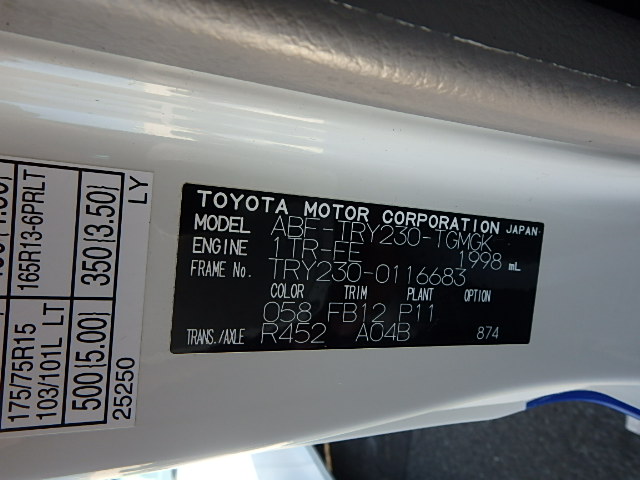 TOYOTA MOTOR CORPORATION JAPAN
MODEL ABF-TRY230-TGMGK
ENGINE 1TR-FE 1998 mL
FRAME No. TRY230-0116683
COLOR TRIM PLANT OPTION
058 FB12 P11
TRANS./AXLE R452 A04B 874
165R13-6PRLT
350 {3.50}
LY
175/75R15
103/101L LT
500 {5.00}
25250